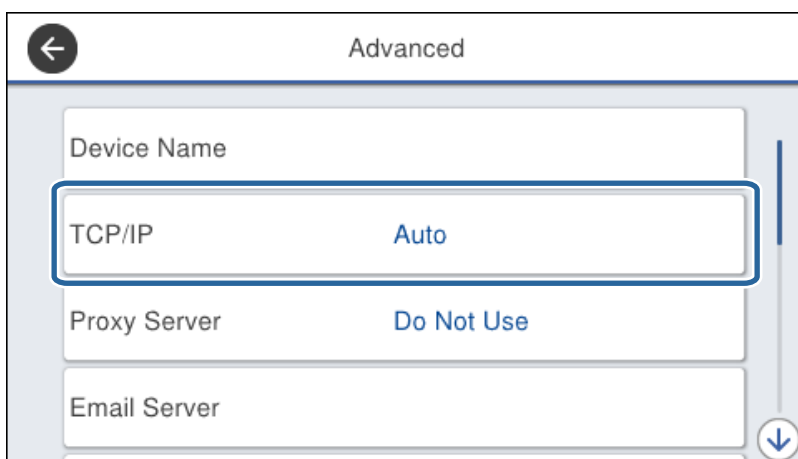 Advanced
Device Name
TCP/IP Auto
Proxy Server Do Not Use
Email Server